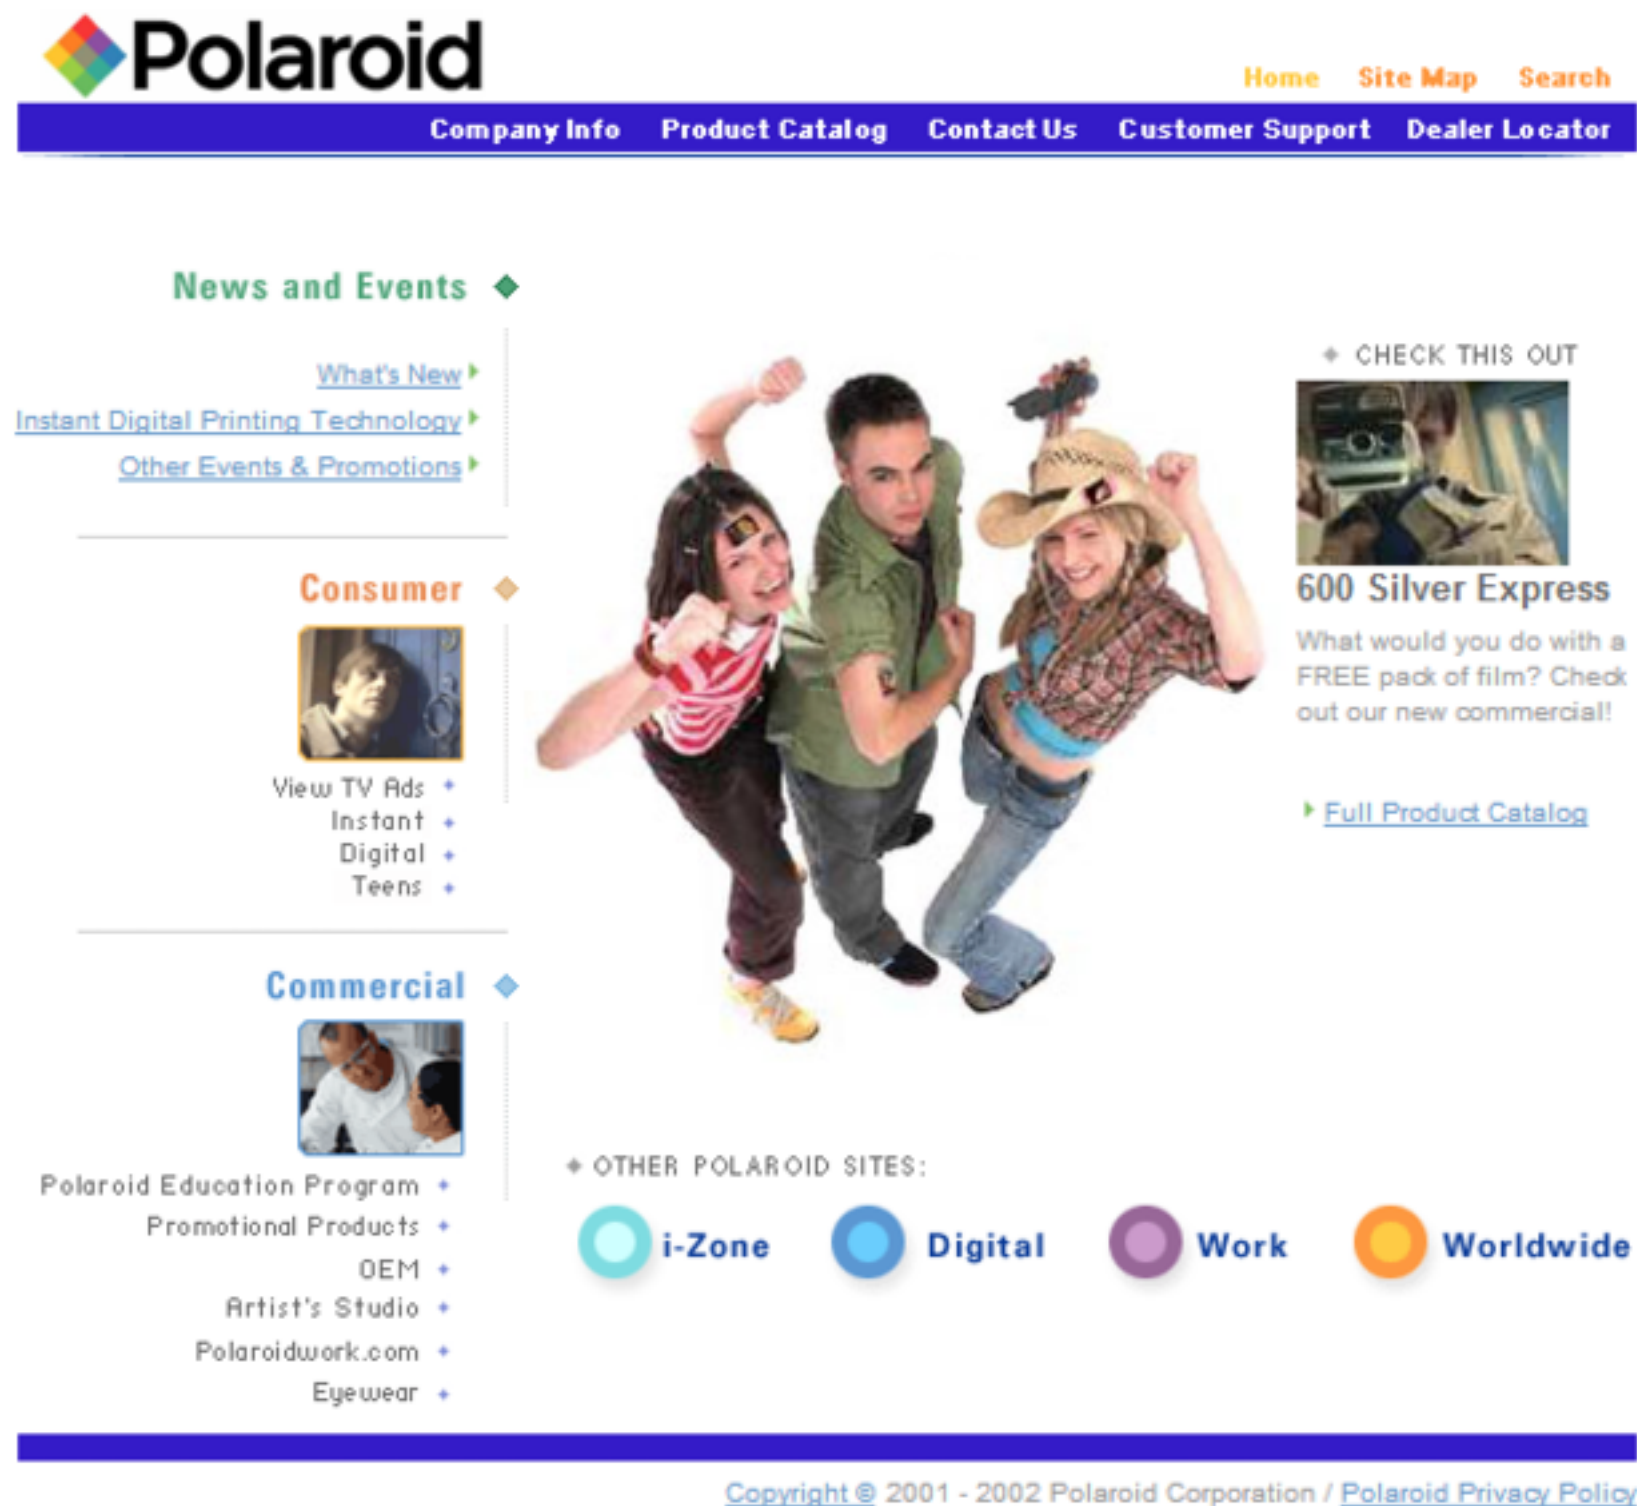 Polaroid
Home Site Map Search
Company Info Product Catalog Contact Us Customer Support Dealer Locator
News and Events
What's New
Instant Digital Printing Technology
Other Events & Promotions
Consumer
View TV Ads
Instant
Digital
Teens
Commercial
Polaroid Education Program
Promotional Products
OEM
Artist's Studio
Polaroidwork.com
Eyewear
CHECK THIS OUT
600 Silver Express
What would you do with a
FREE pack of film? Check
out our new commercial!
Full Product Catalog
OTHER POLAROID SITES:
i-Zone Digital Work Worldwide
Copyright © 2001 - 2002 Polaroid Corporation / Polaroid Privacy Policy